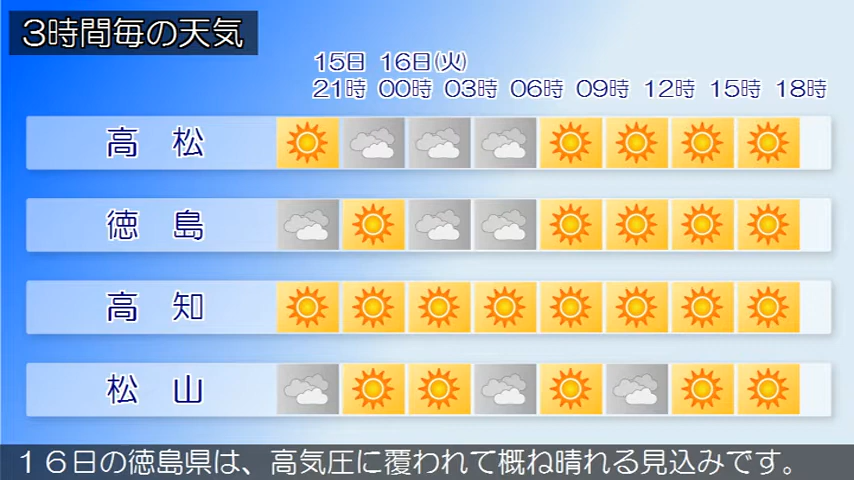 3時間毎の天気
15日 16日(火)
21時 00時 03時 06時 09時 12時 15時 18時
高 松
徳 島
高 知
松 山
１６日の徳島県は、高気圧に覆われて概ね晴れる見込みです。